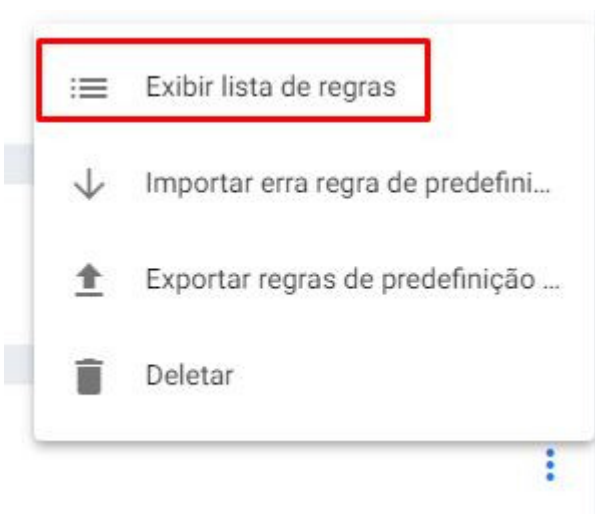 Exibir lista de regras
Importar erra regra de predefini...
Exportar regras de predefinição ...
Deletar